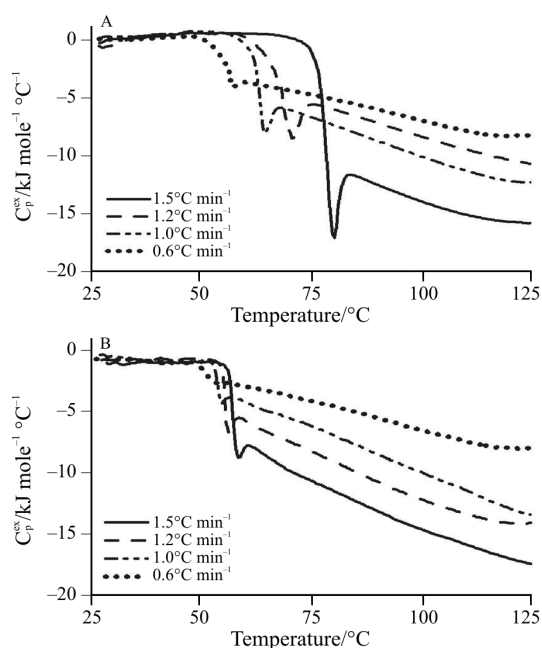 A
0
−5
−10
−15
−20
C_p^ex/kJ mole⁻¹ °C⁻¹
1.5°C min⁻¹
1.2°C min⁻¹
1.0°C min⁻¹
0.6°C min⁻¹
25 50 75 100 125
Temperature/°C
B
0
−5
−10
−15
−20
C_p^ex/kJ mole⁻¹ °C⁻¹
1.5°C min⁻¹
1.2°C min⁻¹
1.0°C min⁻¹
0.6°C min⁻¹
25 50 75 100 125
Temperature/°C